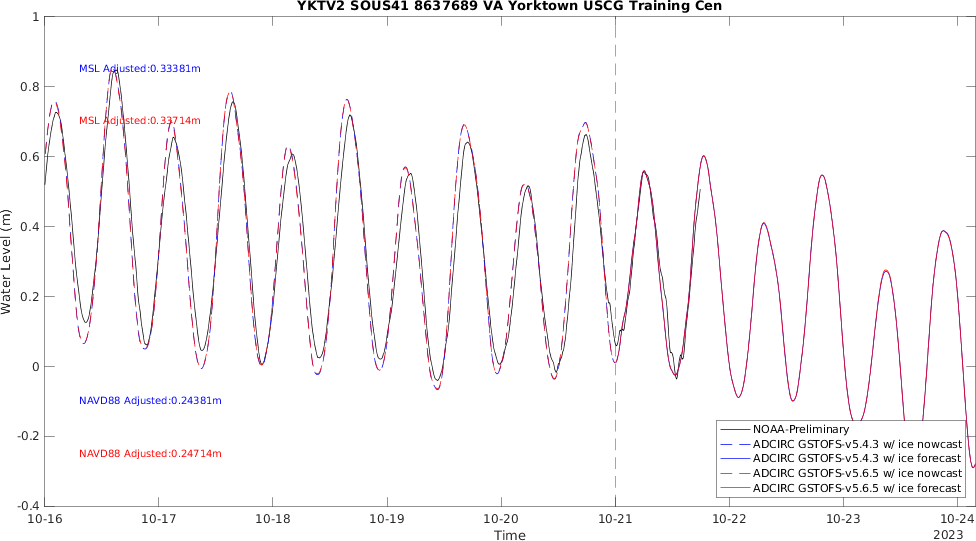 YKTV2 SOUS41 8637689 VA Yorktown USCG Training Cen
1
0.8
0.6
0.4
0.2
0
-0.2
-0.4
Water Level (m)
MSL Adjusted:0.33381m
MSL Adjusted:0.33714m
NAVD88 Adjusted:0.24381m
NAVD88 Adjusted:0.24714m
NOAA-Preliminary
ADCIRC GSTOFS-v5.4.3 w/ ice nowcast
ADCIRC GSTOFS-v5.4.3 w/ ice forecast
ADCIRC GSTOFS-v5.6.5 w/ ice nowcast
ADCIRC GSTOFS-v5.6.5 w/ ice forecast
10-16 10-17 10-18 10-19 10-20 10-21 10-22 10-23 10-24
Time
2023